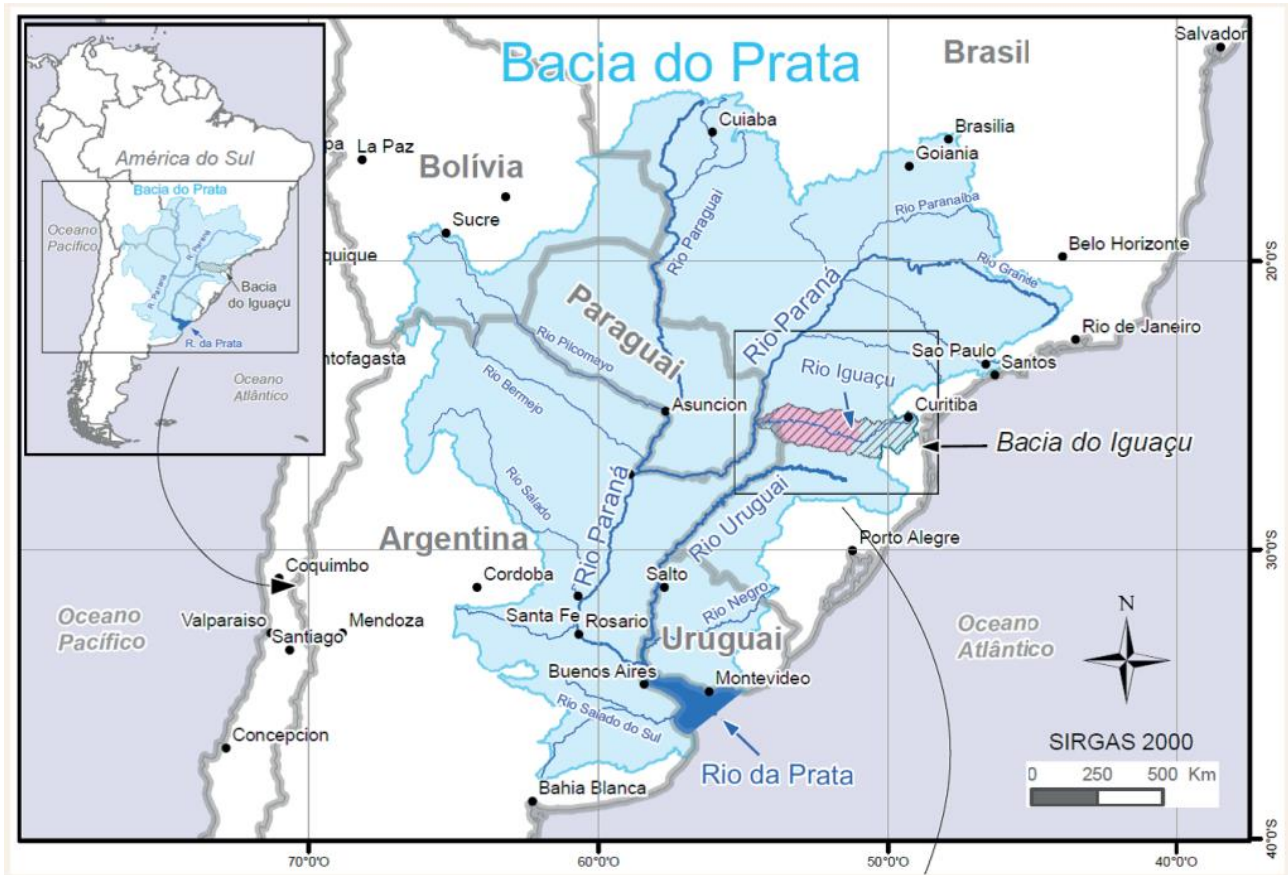 Bacia do Prata
Brasil
Salvador
América do Sul
Bacia do Prata
Oceano
Pacífico
R. Paraná
R. Paraná
Bacia
do Iguaçu
R. da Prata
Oceano
Atlântico
La Paz
Bolívia
Sucre
quique
ntofagasta
Cuiaba
Brasilia
Goiania
Rio Paranaíba
Belo Horizonte
20°0'S
Rio Grande
Rio de Janeiro
Sao Paulo
Santos
Rio Paraguai
Rio Paraná
Paraguai
Rio Pilcomayo
Rio Bermejo
Asuncion
Rio Iguaçu
Curitiba
Bacia do Iguaçu
Rio Salado
Rio Paraná
Rio Uruguai
Argentina
Porto Alegre
30°0'S
Coquimbo
Cordoba
Salto
Rio Negro
Oceano
Pacífico
Valparaiso
Santiago
Mendoza
Santa Fe
Rosario
Uruguai
Oceano
Atlântico
N
Buenos Aires
Montevideo
Rio Salado do Sul
Concepcion
Rio da Prata
SIRGAS 2000
0 250 500 Km
Bahia Blanca
40°0'S
70°0'O
60°0'O
50°0'O
40°0'O